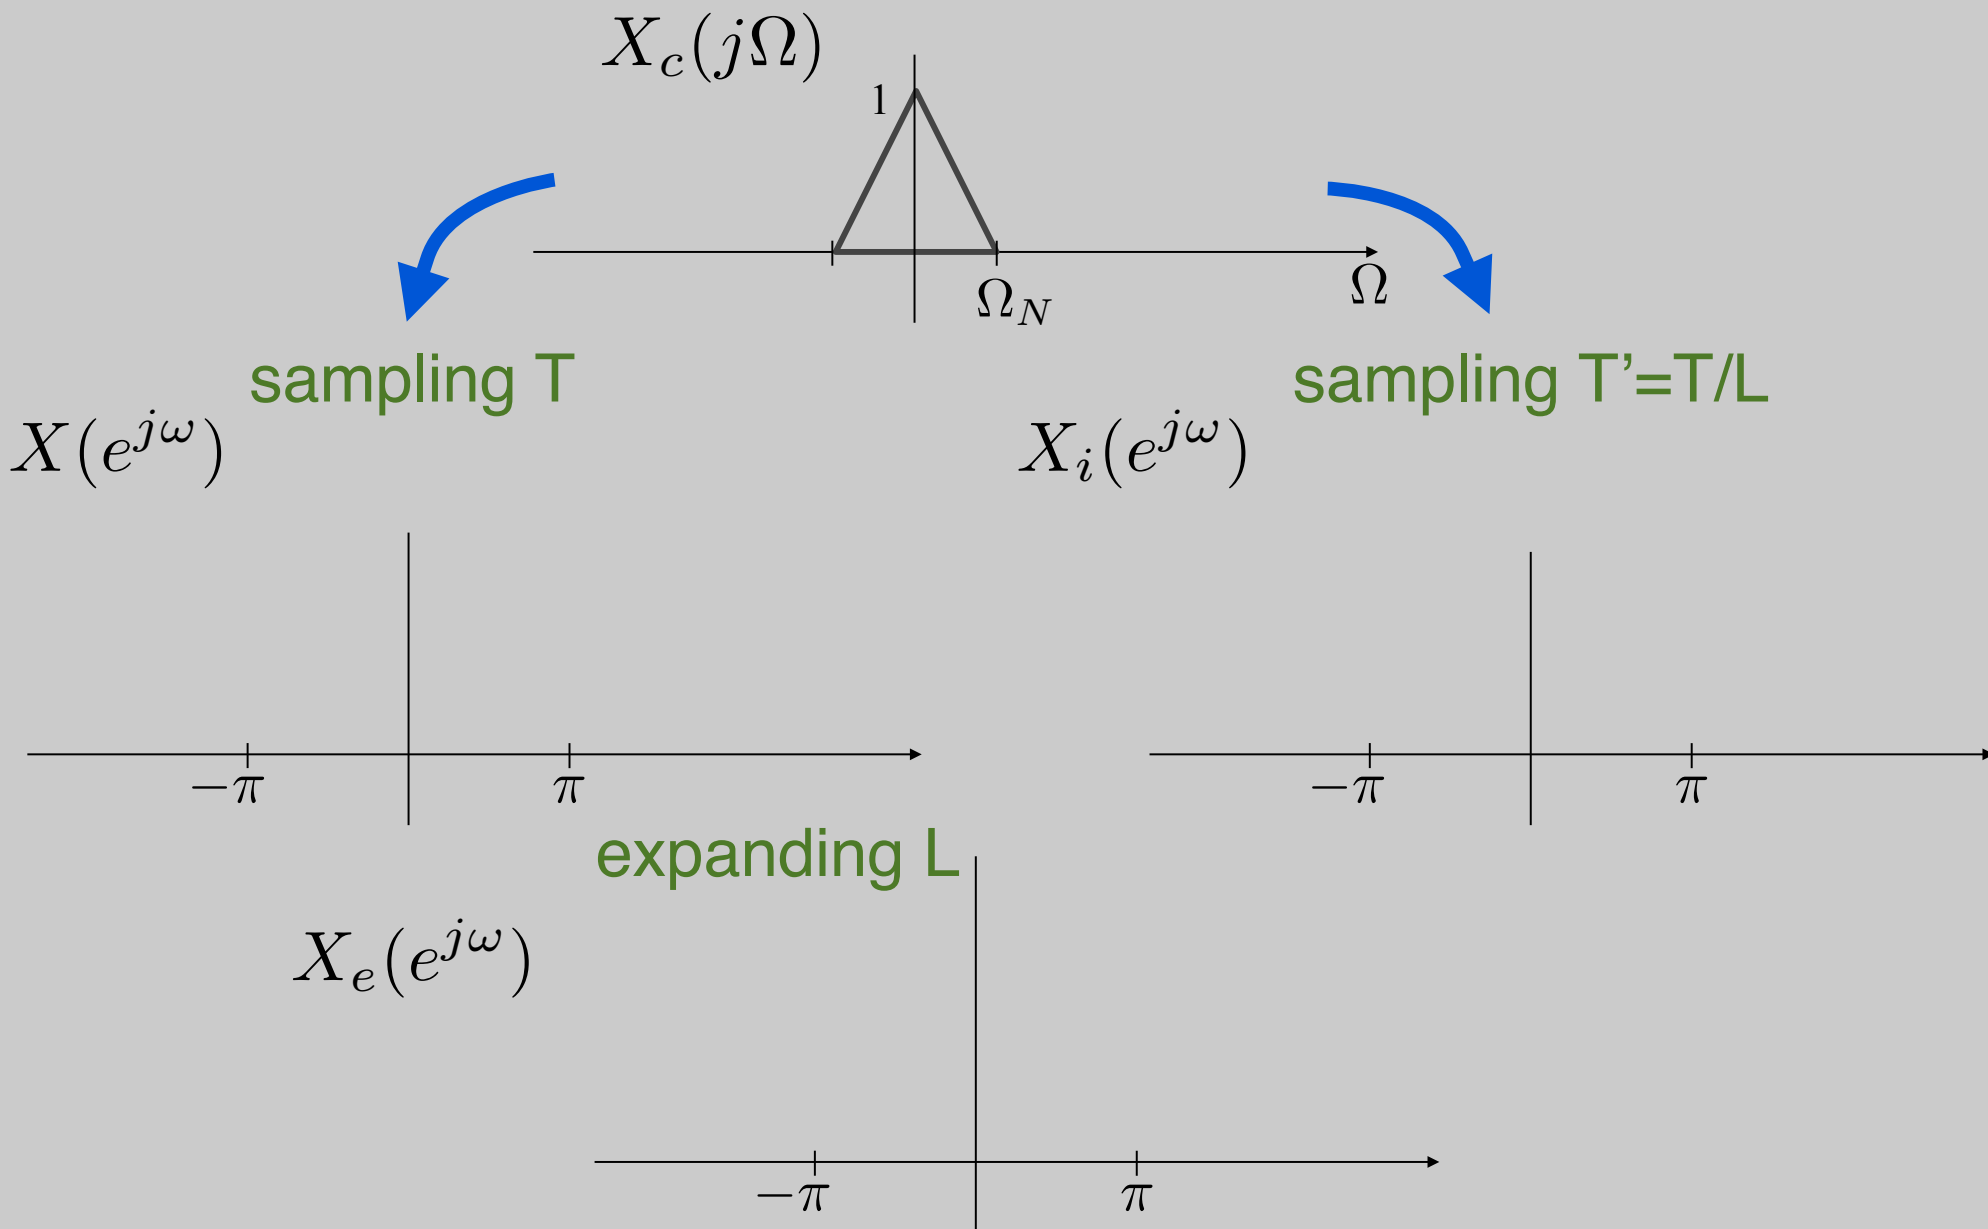 X_c(jΩ)
1
Ω_N
Ω
sampling T
sampling T’=T/L
X(e^{jω})
X_i(e^{jω})
−π
π
−π
π
expanding L
X_e(e^{jω})
−π
π